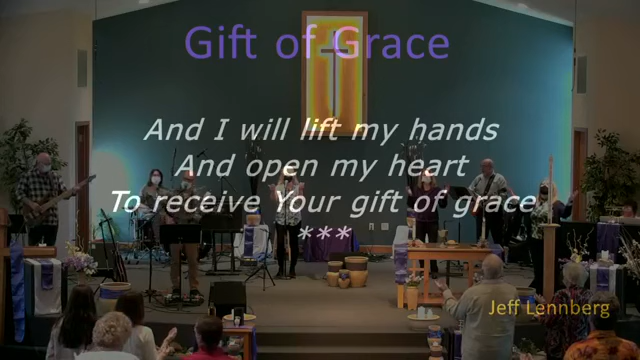 Gift of Grace
And I will lift my hands
And open my heart
To receive Your gift of grace
***
Jeff Lennberg